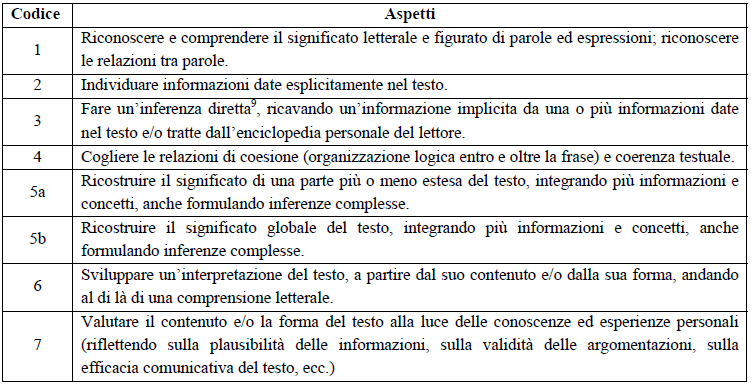 Codice Aspetti
1 Riconoscere e comprendere il significato letterale e figurato di parole ed espressioni; riconoscere
le relazioni tra parole.
2 Individuare informazioni date esplicitamente nel testo.
3 Fare un’inferenza diretta9, ricavando un’informazione implicita da una o più informazioni date
nel testo e/o tratte dall’enciclopedia personale del lettore.
4 Cogliere le relazioni di coesione (organizzazione logica entro e oltre la frase) e coerenza testuale.
5a Ricostruire il significato di una parte più o meno estesa del testo, integrando più informazioni e
concetti, anche formulando inferenze complesse.
5b Ricostruire il significato globale del testo, integrando più informazioni e concetti, anche
formulando inferenze complesse.
6 Sviluppare un’interpretazione del testo, a partire dal suo contenuto e/o dalla sua forma, andando
al di là di una comprensione letterale.
7 Valutare il contenuto e/o la forma del testo alla luce delle conoscenze ed esperienze personali
(riflettendo sulla plausibilità delle informazioni, sulla validità delle argomentazioni, sulla
efficacia comunicativa del testo, ecc.)